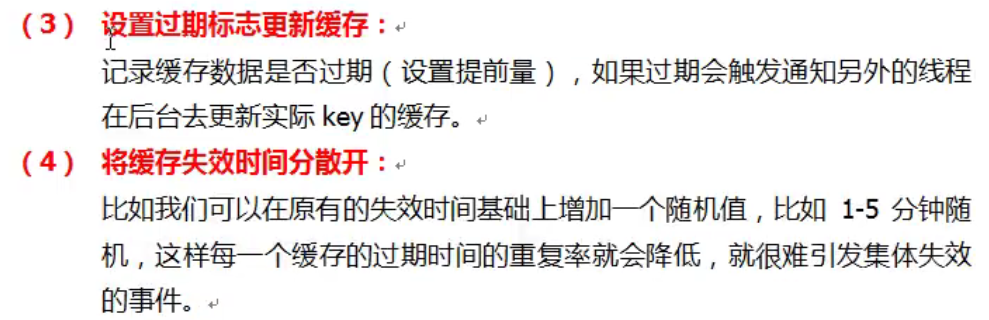 （3） 设置过期标志更新缓存：
记录缓存数据是否过期（设置提前量），如果过期会触发通知另外的线程
在后台去更新实际 key 的缓存。
（4） 将缓存失效时间分散开：
比如我们可以在原有的失效时间基础上增加一个随机值，比如 1-5 分钟随
机，这样每一个缓存的过期时间的重复率就会降低，就很难引发集体失效
的事件。